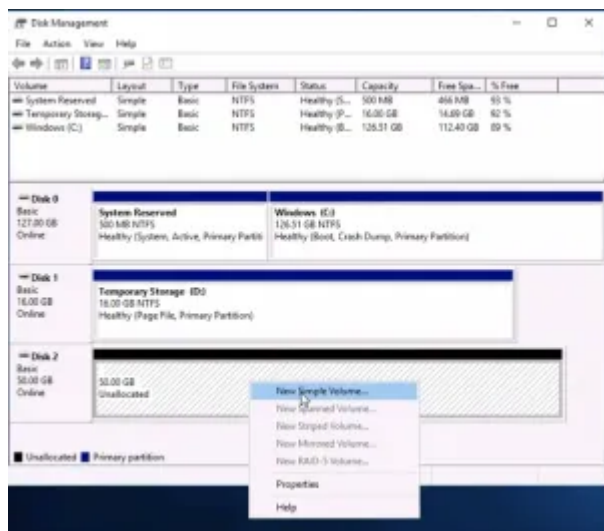 Disk Management
File Action View Help
Volume Layout Type File System Status Capacity Free Spa... % Free
System Reserved Simple Basic NTFS Healthy (S... 500 MB 466 MB 93 %
Temporary Storag... Simple Basic NTFS Healthy (P... 16.00 GB 14.69 GB 92 %
Windows (C:) Simple Basic NTFS Healthy (B... 126.51 GB 112.40 GB 89 %
Disk 0
Basic
127.00 GB
Online
System Reserved
500 MB NTFS
Healthy (System, Active, Primary Partiti
Windows (C:)
126.51 GB NTFS
Healthy (Boot, Crash Dump, Primary Partition)
Disk 1
Basic
16.00 GB
Online
Temporary Storage (D:)
16.00 GB NTFS
Healthy (Page File, Primary Partition)
Disk 2
Basic
50.00 GB
Online
50.00 GB
Unallocated
New Simple Volume...
New Spanned Volume...
New Striped Volume...
New Mirrored Volume...
New RAID-5 Volume...
Properties
Help
Unallocated Primary partition